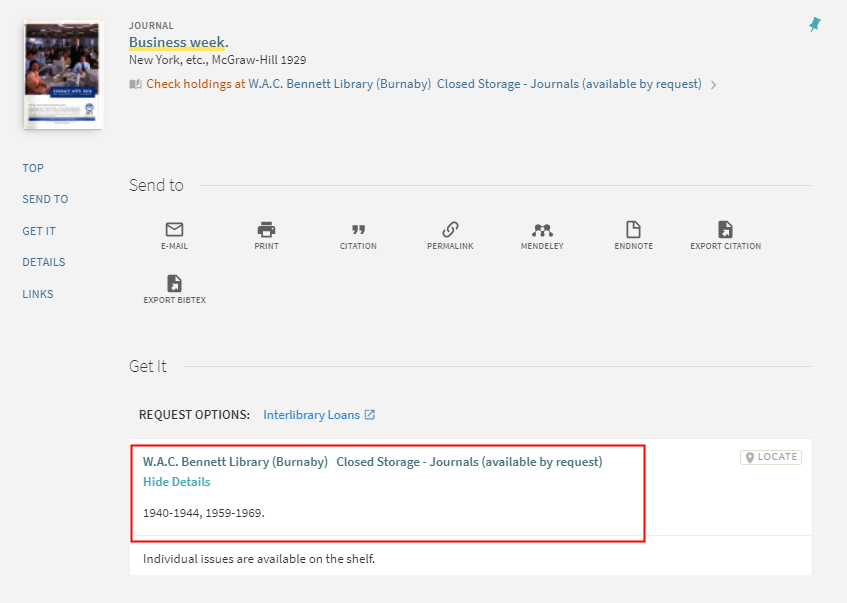 JOURNAL
Business week.
New York, etc., McGraw-Hill 1929
Check holdings at W.A.C. Bennett Library (Burnaby) Closed Storage - Journals (available by request)
TOP
SEND TO
GET IT
DETAILS
LINKS
Send to
E-MAIL
PRINT
CITATION
PERMALINK
MENDELEY
ENDNOTE
EXPORT CITATION
EXPORT BIBTEX
Get It
REQUEST OPTIONS: Interlibrary Loans
W.A.C. Bennett Library (Burnaby) Closed Storage - Journals (available by request)
LOCATE
Hide Details
1940-1944, 1959-1969.
Individual issues are available on the shelf.